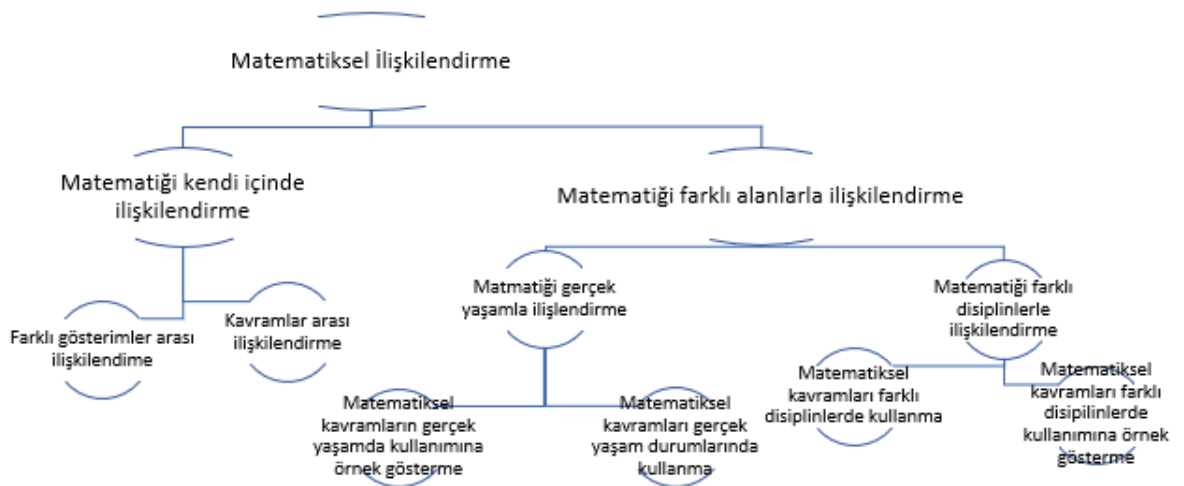 Matematiksel İlişkilendirme
Matematiği kendi içinde
ilişkilendirme
Matematiği farklı alanlarla ilişkilendirme
Farklı gösterimler arası
ilişkilendime
Kavramlar arası
ilişkilendirme
Matmatiği gerçek
yaşamla ilişlendirme
Matematiği farklı
disiplinlerle
ilişkilendirme
Matematiksel
kavramların gerçek
yaşamda kullanımına
örnek gösterme
Matematiksel
kavramları gerçek
yaşam durumlarında
kullanma
Matematiksel
kavramları farklı
disiplinlerde kullanma
Matematiksel
kavramları farklı
disipilinlerde
kullanımına örnek
gösterme